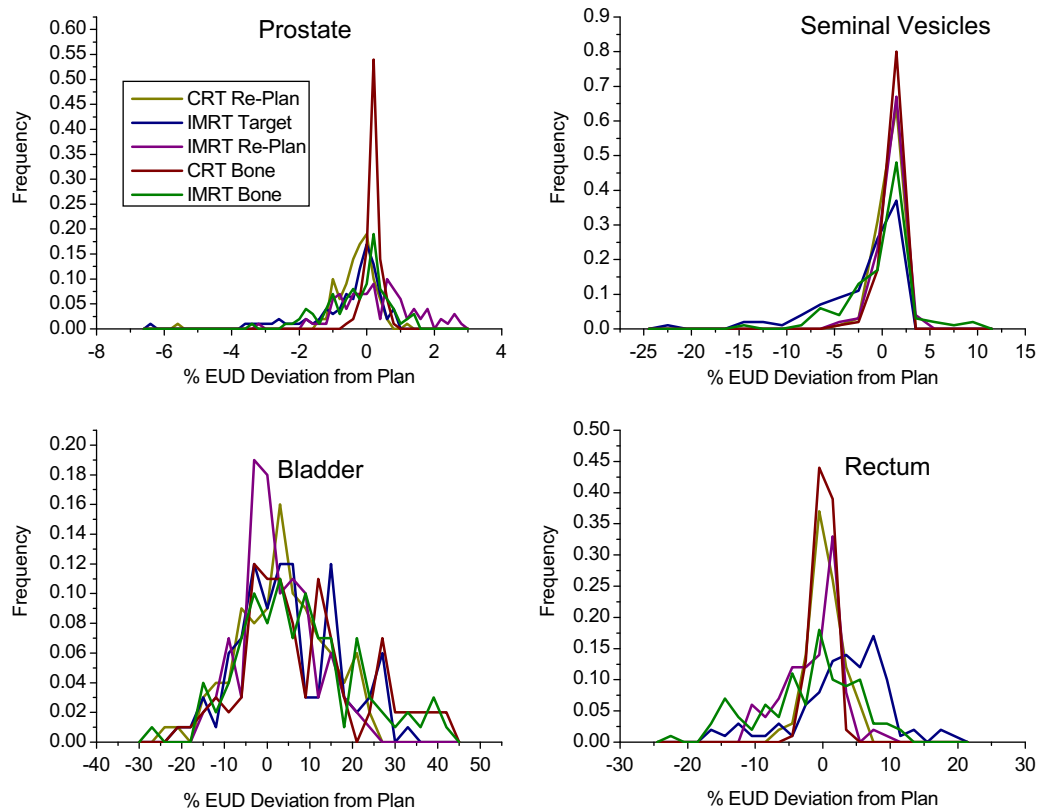 Prostate
Frequency
0.60
0.55
0.50
0.45
0.40
0.35
0.30
0.25
0.20
0.15
0.10
0.05
0.00
CRT Re-Plan
IMRT Target
IMRT Re-Plan
CRT Bone
IMRT Bone
-8 -6 -4 -2 0 2 4
% EUD Deviation from Plan
Seminal Vesicles
Frequency
0.9
0.8
0.7
0.6
0.5
0.4
0.3
0.2
0.1
0.0
-25 -20 -15 -10 -5 0 5 10 15
% EUD Deviation from Plan
Bladder
Frequency
0.20
0.18
0.16
0.14
0.12
0.10
0.08
0.06
0.04
0.02
0.00
-40 -30 -20 -10 0 10 20 30 40 50
% EUD Deviation from Plan
Rectum
Frequency
0.50
0.45
0.40
0.35
0.30
0.25
0.20
0.15
0.10
0.05
0.00
-30 -20 -10 0 10 20 30
% EUD Deviation from Plan